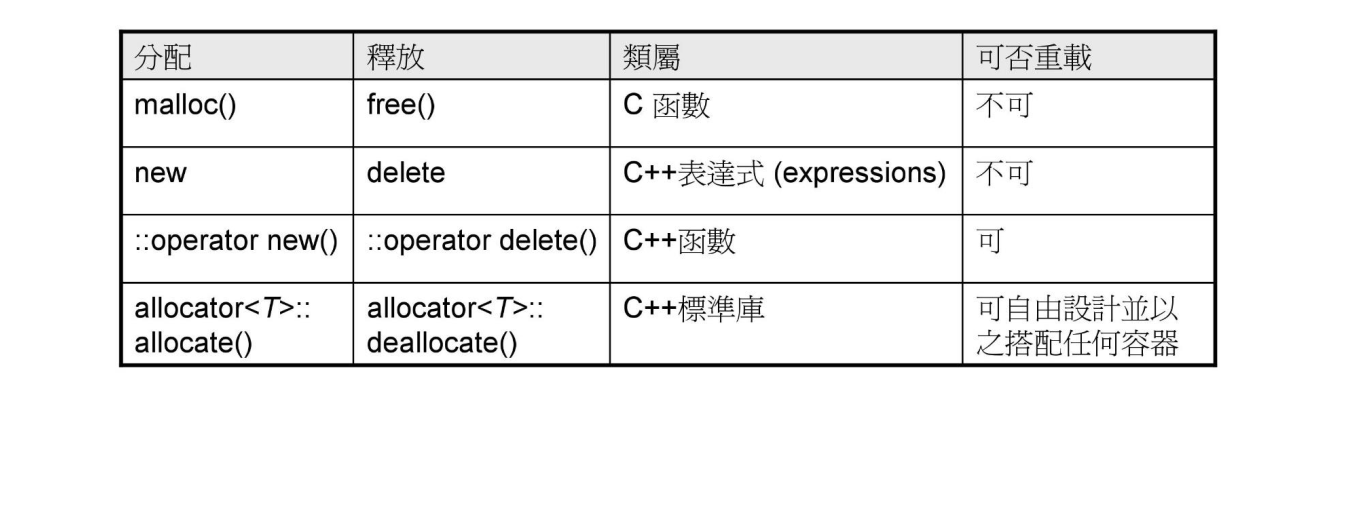 分配 釋放 類屬 可否重載
malloc() free() C 函數 不可
new delete C++表達式 (expressions) 不可
::operator new() ::operator delete() C++函數 可
allocator<T>:: allocator<T>:: C++標準庫 可自由設計並以
allocate() deallocate() 之搭配任何容器